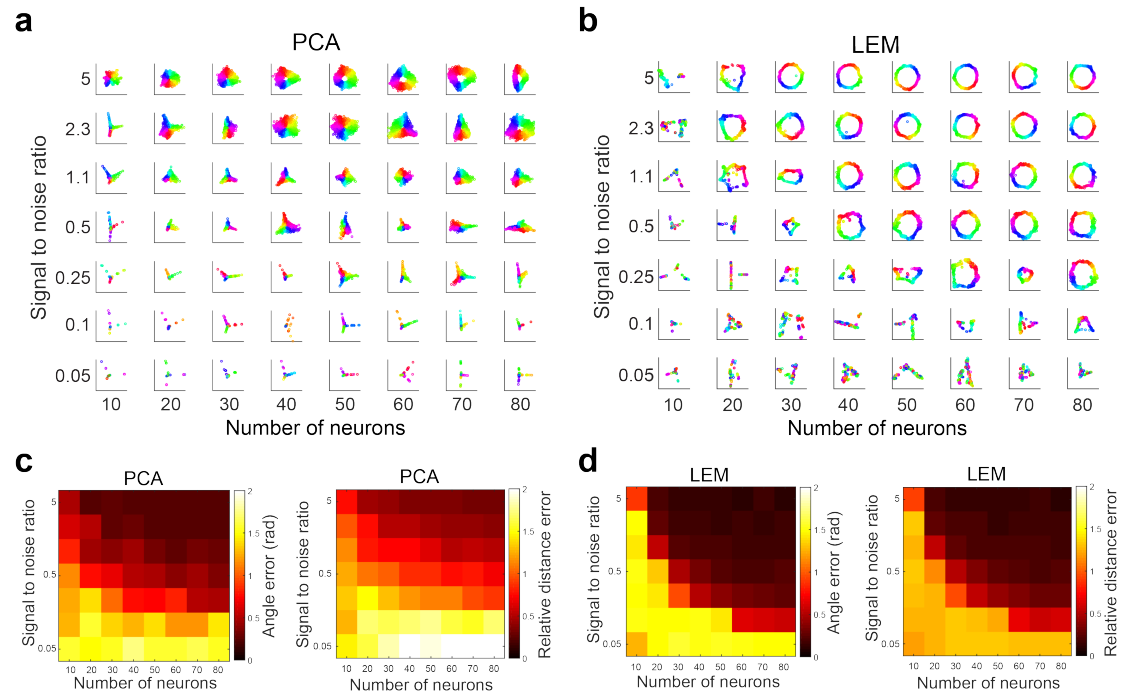 a
PCA
Signal to noise ratio
5
2.3
1.1
0.5
0.25
0.1
0.05
10 20 30 40 50 60 70 80
Number of neurons
b
LEM
Signal to noise ratio
5
2.3
1.1
0.5
0.25
0.1
0.05
10 20 30 40 50 60 70 80
Number of neurons
c
PCA
Signal to noise ratio
5
0.5
0.05
10 20 30 40 50 60 70 80
Number of neurons
2
1.5
1
0.5
0
Angle error (rad)
PCA
Signal to noise ratio
5
0.5
0.05
10 20 30 40 50 60 70 80
Number of neurons
2
1.5
1
0.5
0
Relative distance error
d
LEM
Signal to noise ratio
5
0.5
0.05
10 20 30 40 50 60 70 80
Number of neurons
2
1.5
1
0.5
0
Angle error (rad)
LEM
Signal to noise ratio
5
0.5
0.05
10 20 30 40 50 60 70 80
Number of neurons
2
1.5
1
0.5
0
Relative distance error